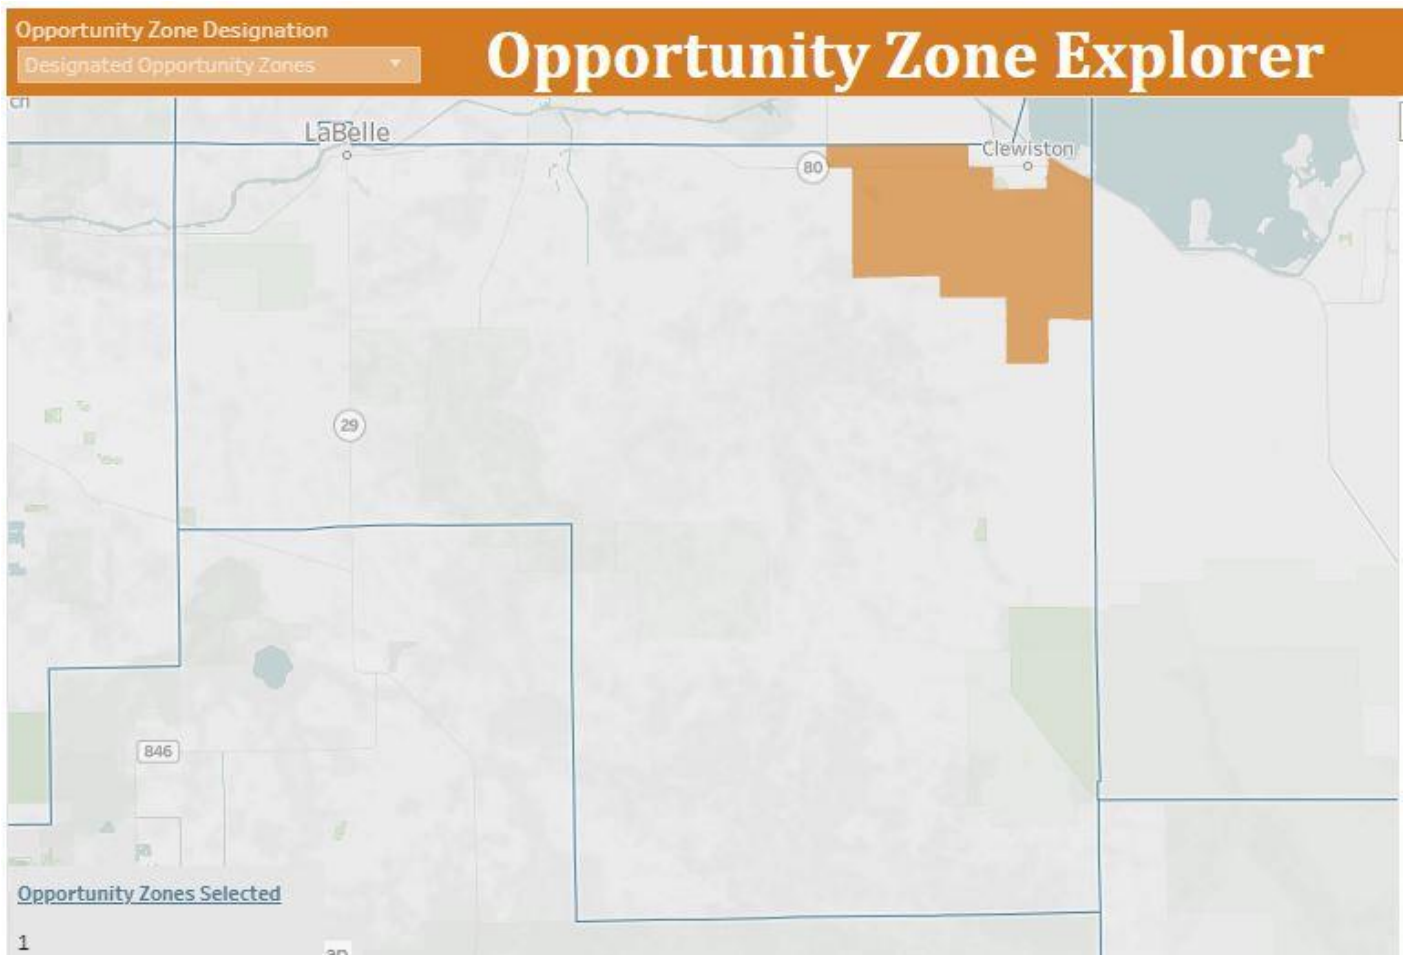 Opportunity Zone Designation
Opportunity Zone Explorer
Designated Opportunity Zones
LaBelle
Clewiston
80
29
846
Opportunity Zones Selected
1